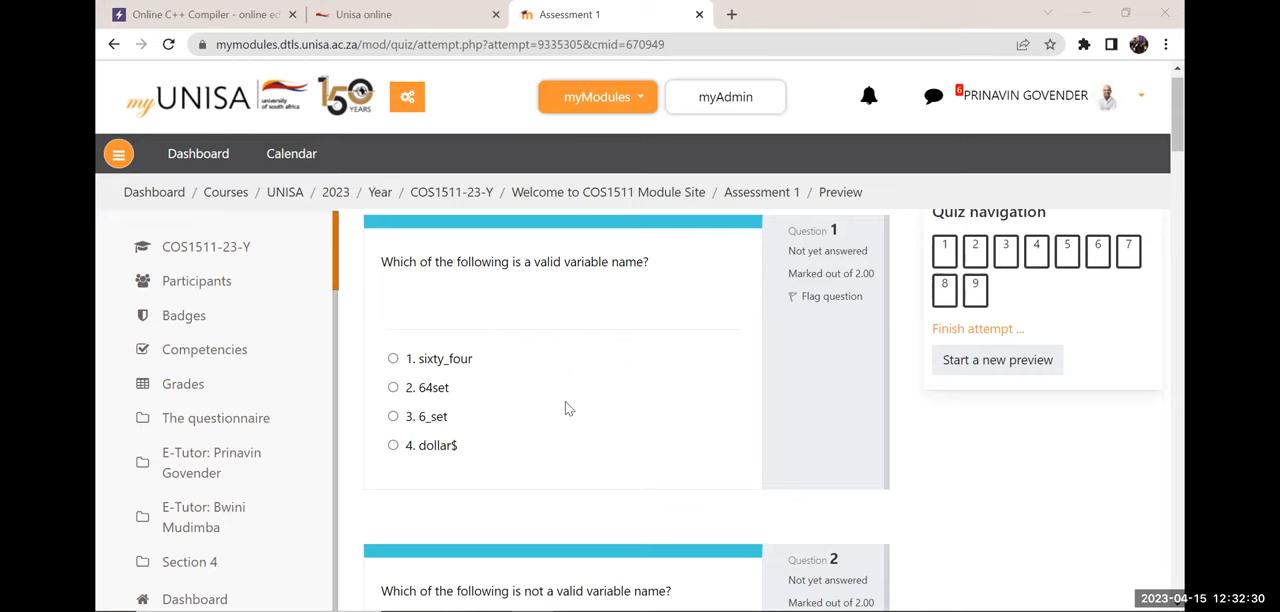 Online C++ Compiler - online ed
Unisa online
Assessment 1
mymodules.dtls.unisa.ac.za/mod/quiz/attempt.php?attempt=9335305&cmid=670949
my UNISA university of south africa 150 YEARS
myModules
myAdmin
6
PRINAVIN GOVENDER
Dashboard
Calendar
Dashboard / Courses / UNISA / 2023 / Year / COS1511-23-Y / Welcome to COS1511 Module Site / Assessment 1 / Preview
COS1511-23-Y
Participants
Badges
Competencies
Grades
The questionnaire
E-Tutor: Prinavin
Govender
E-Tutor: Bwini
Mudimba
Section 4
Dashboard
Which of the following is a valid variable name?
1. sixty_four
2. 64set
3. 6_set
4. dollar$
Question 1
Not yet answered
Marked out of 2.00
Flag question
Which of the following is not a valid variable name?
Question 2
Not yet answered
Marked out of 2.00
Quiz navigation
1 2 3 4 5 6 7
8 9
Finish attempt ...
Start a new preview
2023-04-15 12:32:30